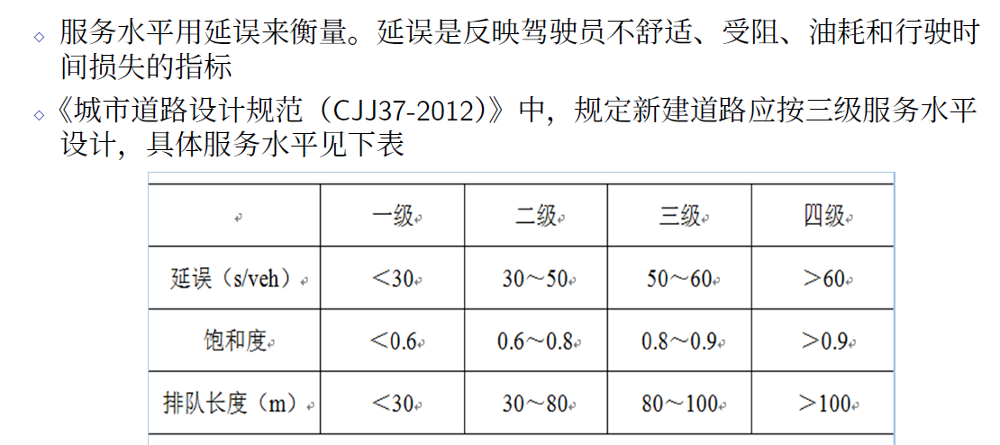 服务水平用延误来衡量。延误是反映驾驶员不舒适、受阻、油耗和行驶时
间损失的指标
《城市道路设计规范（CJJ37-2012)》中，规定新建道路应按三级服务水平
设计，具体服务水平见下表
一级 二级 三级 四级
延误（s/veh） ＜30 30～50 50～60 ＞60
饱和度 ＜0.6 0.6～0.8 0.8～0.9 ＞0.9
排队长度（m） ＜30 30～80 80～100 ＞100